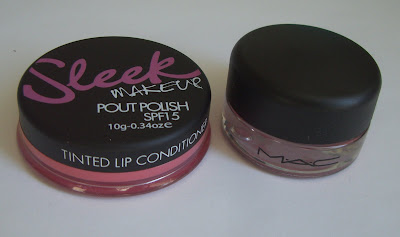 Sleek
MAKEUP
POUT POLISH
SPF15
10g-0.34oz℮
TINTED LIP CONDITIONER
MAC